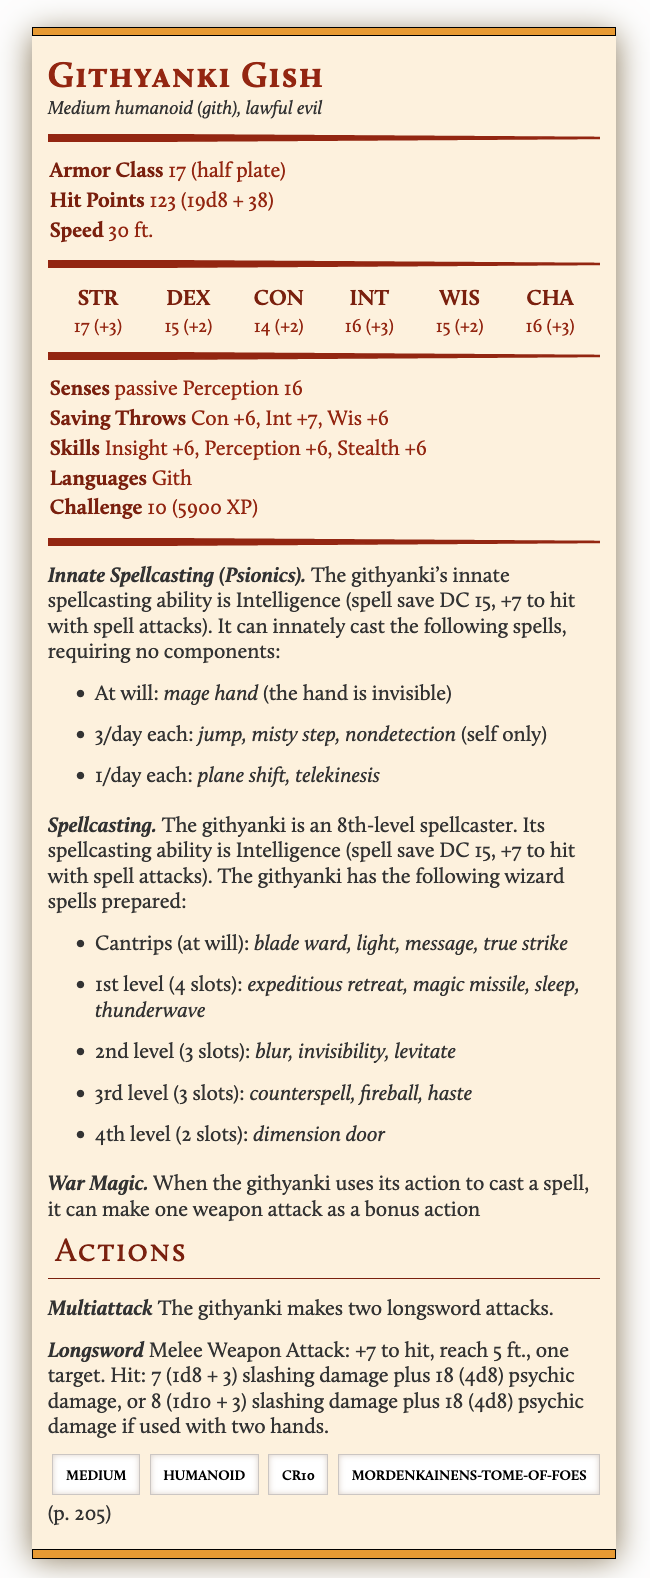 Githyanki Gish
Medium humanoid (gith), lawful evil
Armor Class 17 (half plate)
Hit Points 123 (19d8 + 38)
Speed 30 ft.
STR DEX CON INT WIS CHA
17 (+3) 15 (+2) 14 (+2) 16 (+3) 15 (+2) 16 (+3)
Senses passive Perception 16
Saving Throws Con +6, Int +7, Wis +6
Skills Insight +6, Perception +6, Stealth +6
Languages Gith
Challenge 10 (5900 XP)
Innate Spellcasting (Psionics). The githyanki's innate
spellcasting ability is Intelligence (spell save DC 15, +7 to hit
with spell attacks). It can innately cast the following spells,
requiring no components:
• At will: mage hand (the hand is invisible)
• 3/day each: jump, misty step, nondetection (self only)
• 1/day each: plane shift, telekinesis
Spellcasting. The githyanki is an 8th-level spellcaster. Its
spellcasting ability is Intelligence (spell save DC 15, +7 to hit
with spell attacks). The githyanki has the following wizard
spells prepared:
• Cantrips (at will): blade ward, light, message, true strike
• 1st level (4 slots): expeditious retreat, magic missile, sleep,
thunderwave
• 2nd level (3 slots): blur, invisibility, levitate
• 3rd level (3 slots): counterspell, fireball, haste
• 4th level (2 slots): dimension door
War Magic. When the githyanki uses its action to cast a spell,
it can make one weapon attack as a bonus action
Actions
Multiattack The githyanki makes two longsword attacks.
Longsword Melee Weapon Attack: +7 to hit, reach 5 ft., one
target. Hit: 7 (1d8 + 3) slashing damage plus 18 (4d8) psychic
damage, or 8 (1d10 + 3) slashing damage plus 18 (4d8) psychic
damage if used with two hands.
MEDIUM HUMANOID CR10 MORDENKAINENS-TOME-OF-FOES
(p. 205)